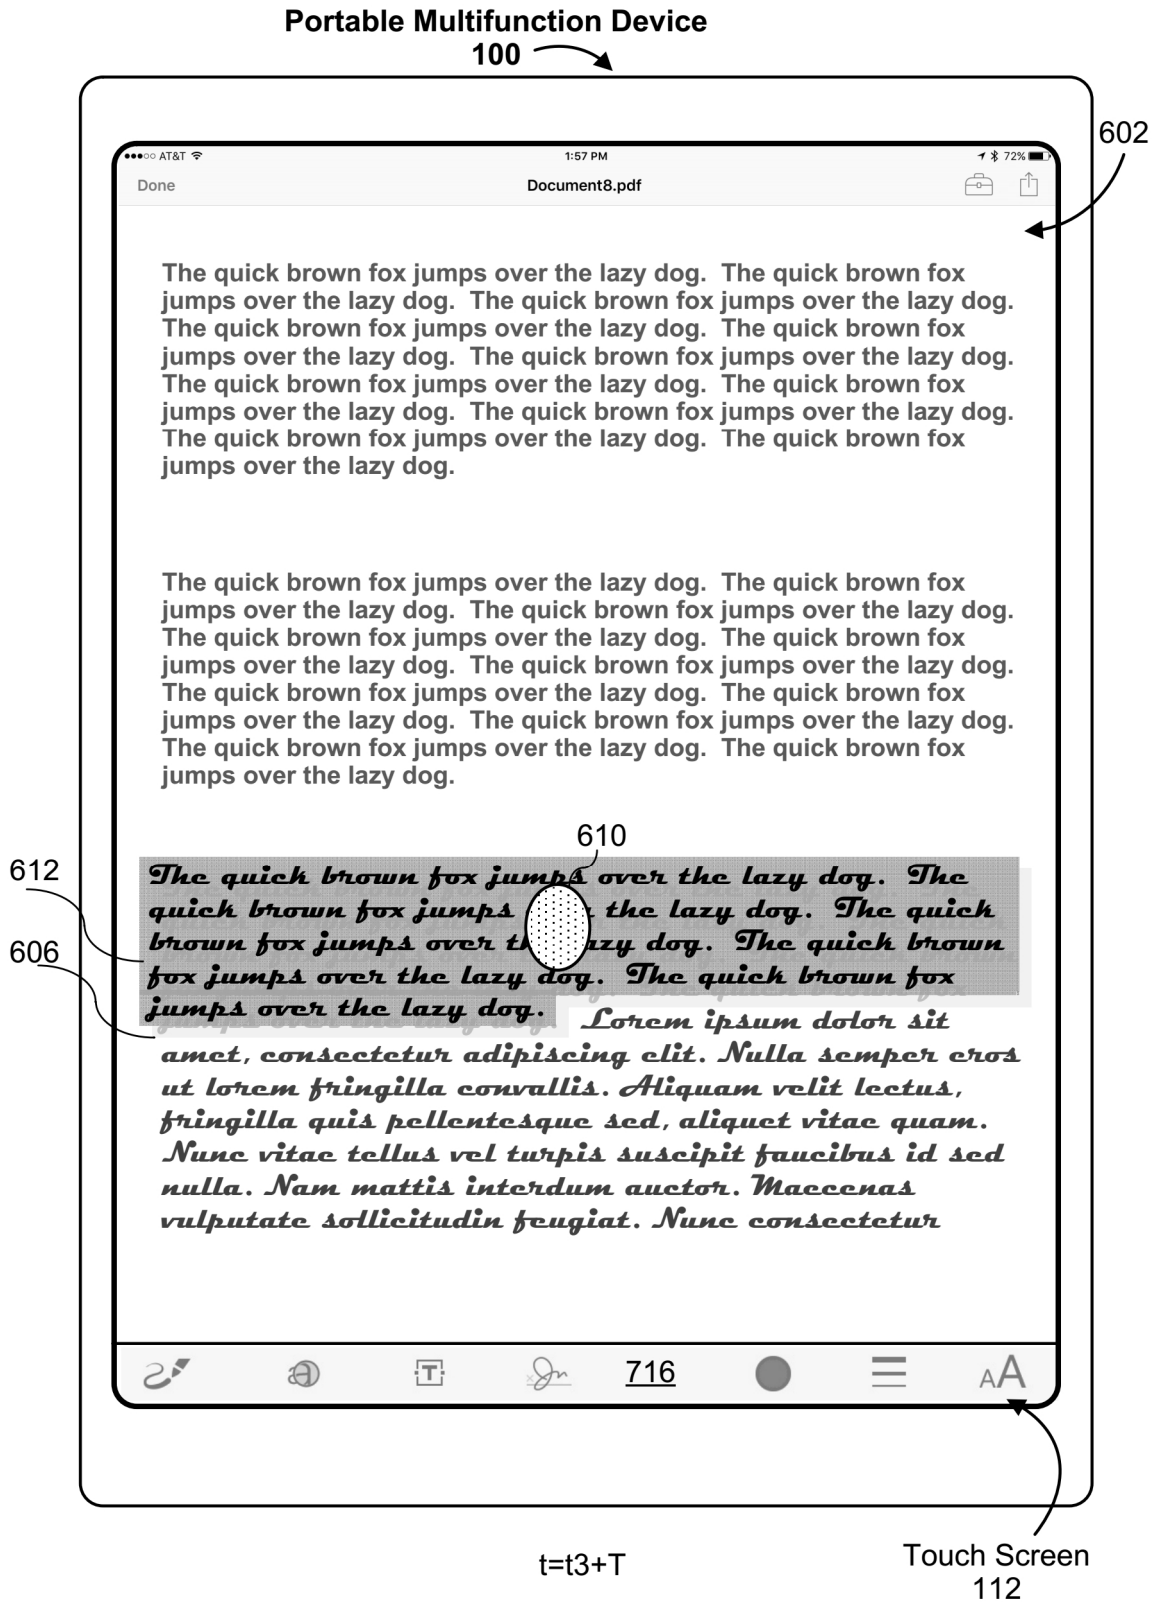 Portable Multifunction Device
100
602
●●●○○ AT&T 1:57 PM 72%
Done Document8.pdf
The quick brown fox jumps over the lazy dog.  The quick brown fox
jumps over the lazy dog.  The quick brown fox jumps over the lazy dog.
The quick brown fox jumps over the lazy dog.  The quick brown fox
jumps over the lazy dog.  The quick brown fox jumps over the lazy dog.
The quick brown fox jumps over the lazy dog.  The quick brown fox
jumps over the lazy dog.  The quick brown fox jumps over the lazy dog.
The quick brown fox jumps over the lazy dog.  The quick brown fox
jumps over the lazy dog.
The quick brown fox jumps over the lazy dog.  The quick brown fox
jumps over the lazy dog.  The quick brown fox jumps over the lazy dog.
The quick brown fox jumps over the lazy dog.  The quick brown fox
jumps over the lazy dog.  The quick brown fox jumps over the lazy dog.
The quick brown fox jumps over the lazy dog.  The quick brown fox
jumps over the lazy dog.  The quick brown fox jumps over the lazy dog.
The quick brown fox jumps over the lazy dog.  The quick brown fox
jumps over the lazy dog.
610
612
606
The quick brown fox jumps over the lazy dog.  The
quick brown fox jumps the lazy dog.  The quick
brown fox jumps over dog.  The quick brown
fox jumps over the lazy dog.  The quick brown fox
jumps over the lazy dog.
Lorem ipsum dolor sit
amet, consectetur adipiscing elit. Nulla semper eros
ut lorem fringilla convallis. Aliquam velit lectus,
fringilla quis pellentesque sed, aliquet vitae quam.
Nunc vitae tellus vel turpis suscipit faucibus id sed
nulla. Nam mattis interdum auctor. Maecenas
vulputate sollicitudin feugiat. Nunc consectetur
a T 716 AA
t=t3+T
Touch Screen
112